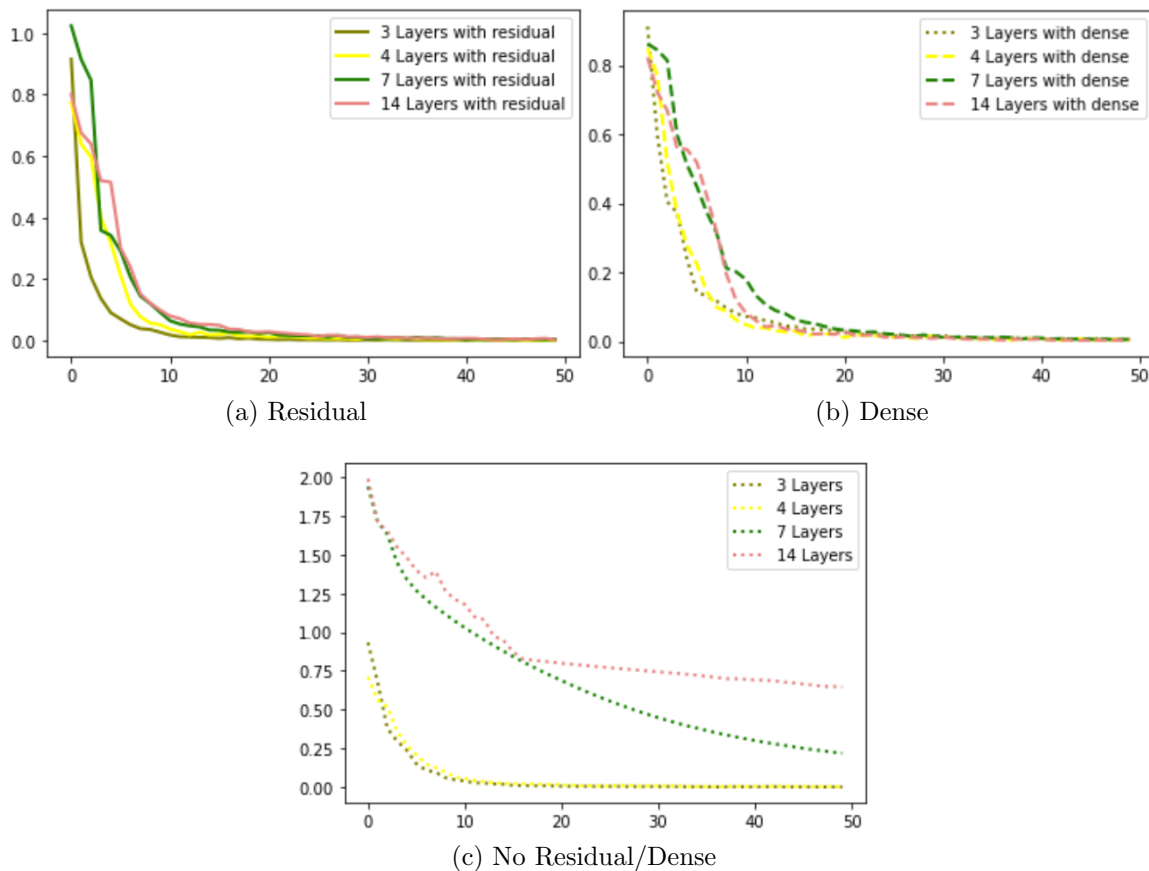 1.0
0.8
0.6
0.4
0.2
0.0
0 10 20 30 40 50
3 Layers with residual
4 Layers with residual
7 Layers with residual
14 Layers with residual
(a) Residual
0.8
0.6
0.4
0.2
0.0
0 10 20 30 40 50
3 Layers with dense
4 Layers with dense
7 Layers with dense
14 Layers with dense
(b) Dense
2.00
1.75
1.50
1.25
1.00
0.75
0.50
0.25
0.00
0 10 20 30 40 50
3 Layers
4 Layers
7 Layers
14 Layers
(c) No Residual/Dense